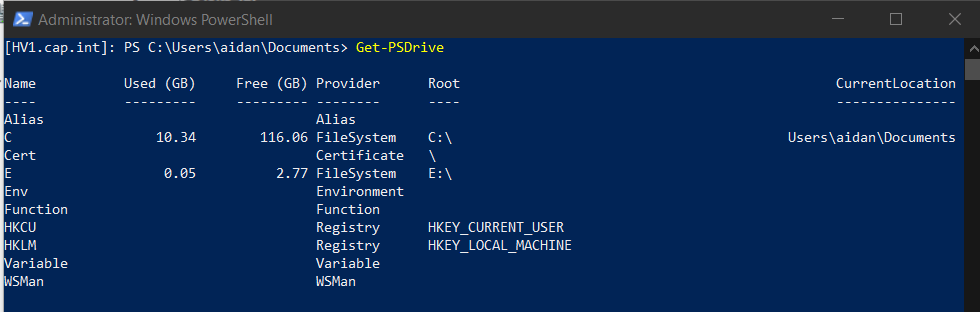 Administrator: Windows PowerShell
[HV1.cap.int]: PS C:\Users\aidan\Documents> Get-PSDrive
Name Used (GB) Free (GB) Provider Root CurrentLocation
---- --------- --------- -------- ---- ---------------
Alias Alias
C 10.34 116.06 FileSystem C:\ Users\aidan\Documents
Cert Certificate \
E 0.05 2.77 FileSystem E:\
Env Environment
Function Function
HKCU Registry HKEY_CURRENT_USER
HKLM Registry HKEY_LOCAL_MACHINE
Variable Variable
WSMan WSMan